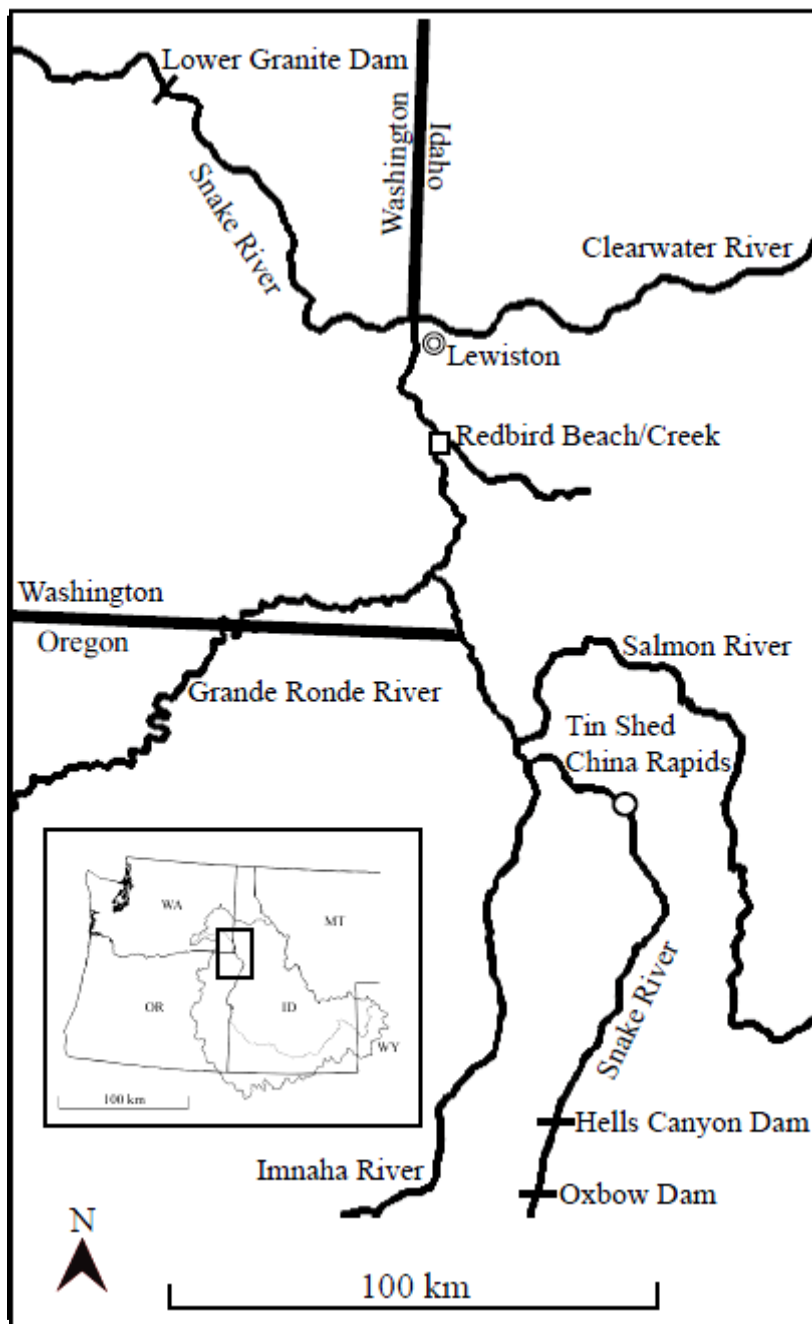 Lower Granite Dam
Washington
Idaho
Snake River
Clearwater River
Lewiston
Redbird Beach/Creek
Washington
Oregon
Grande Ronde River
Salmon River
Tin Shed
China Rapids
WA
MT
OR
ID
WY
100 km
Snake River
Hells Canyon Dam
Imnaha River
Oxbow Dam
N
100 km